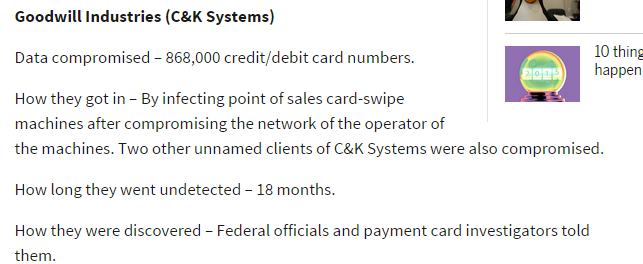 Goodwill Industries (C&K Systems)
Data compromised – 868,000 credit/debit card numbers.
How they got in – By infecting point of sales card-swipe
machines after compromising the network of the operator of
the machines. Two other unnamed clients of C&K Systems were also compromised.
How long they went undetected – 18 months.
How they were discovered – Federal officials and payment card investigators told
them.
2015
10 thing
happen